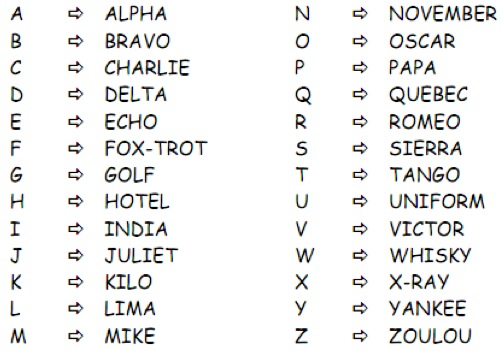 A ⇨ ALPHA
B ⇨ BRAVO
C ⇨ CHARLIE
D ⇨ DELTA
E ⇨ ECHO
F ⇨ FOX-TROT
G ⇨ GOLF
H ⇨ HOTEL
I ⇨ INDIA
J ⇨ JULIET
K ⇨ KILO
L ⇨ LIMA
M ⇨ MIKE
N ⇨ NOVEMBER
O ⇨ OSCAR
P ⇨ PAPA
Q ⇨ QUEBEC
R ⇨ ROMEO
S ⇨ SIERRA
T ⇨ TANGO
U ⇨ UNIFORM
V ⇨ VICTOR
W ⇨ WHISKY
X ⇨ X-RAY
Y ⇨ YANKEE
Z ⇨ ZOULOU